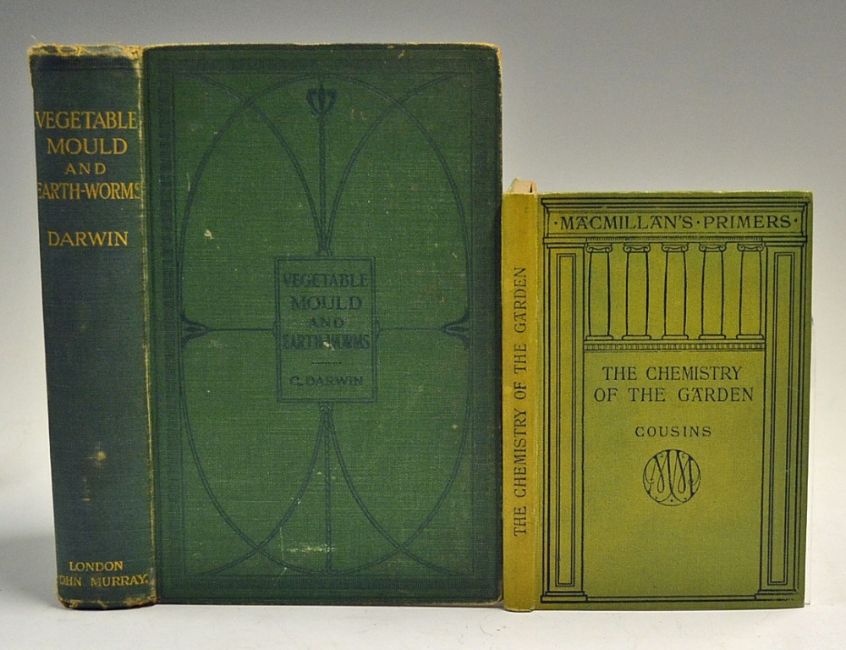 VEGETABLE
MOULD
AND
EARTH-WORMS
DARWIN
LONDON
JOHN MURRAY.
VEGETABLE
MOULD
AND
EARTH-WORMS
C. DARWIN
THE CHEMISTRY OF THE GARDEN
·MACMILLAN'S·PRIMERS·
THE CHEMISTRY
OF THE GARDEN
COUSINS